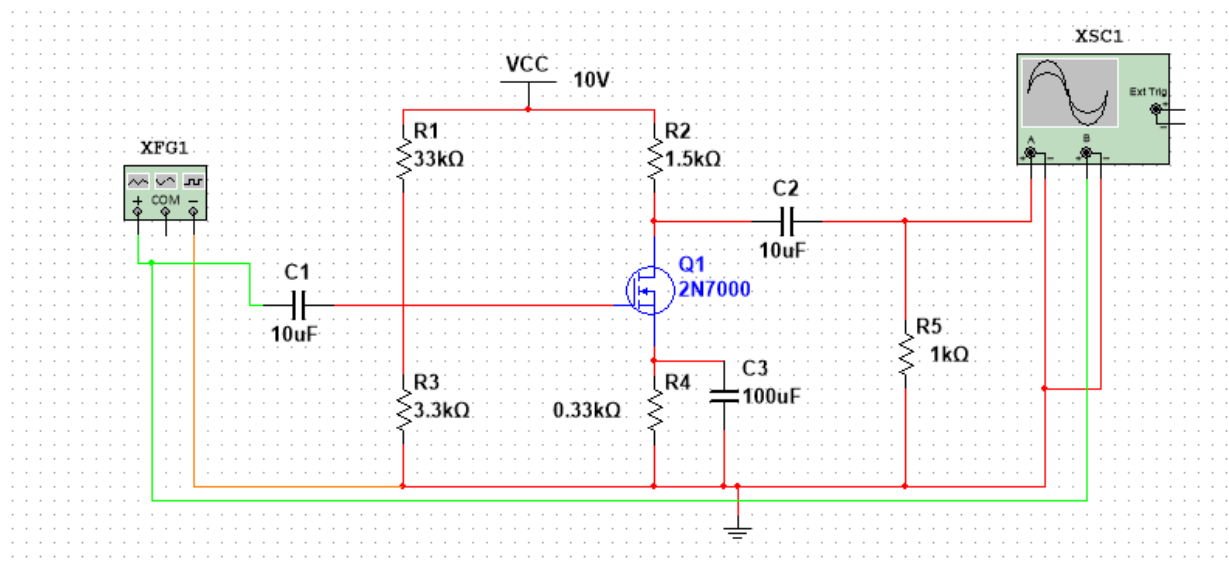 XSC1
VCC
10V
Ext Trig
+
−
A
B
+ − + −
XFG1
+ COM −
R1
33kΩ
R2
1.5kΩ
C2
10uF
C1
10uF
Q1
2N7000
R5
1kΩ
R3
3.3kΩ
R4
0.33kΩ
C3
100uF